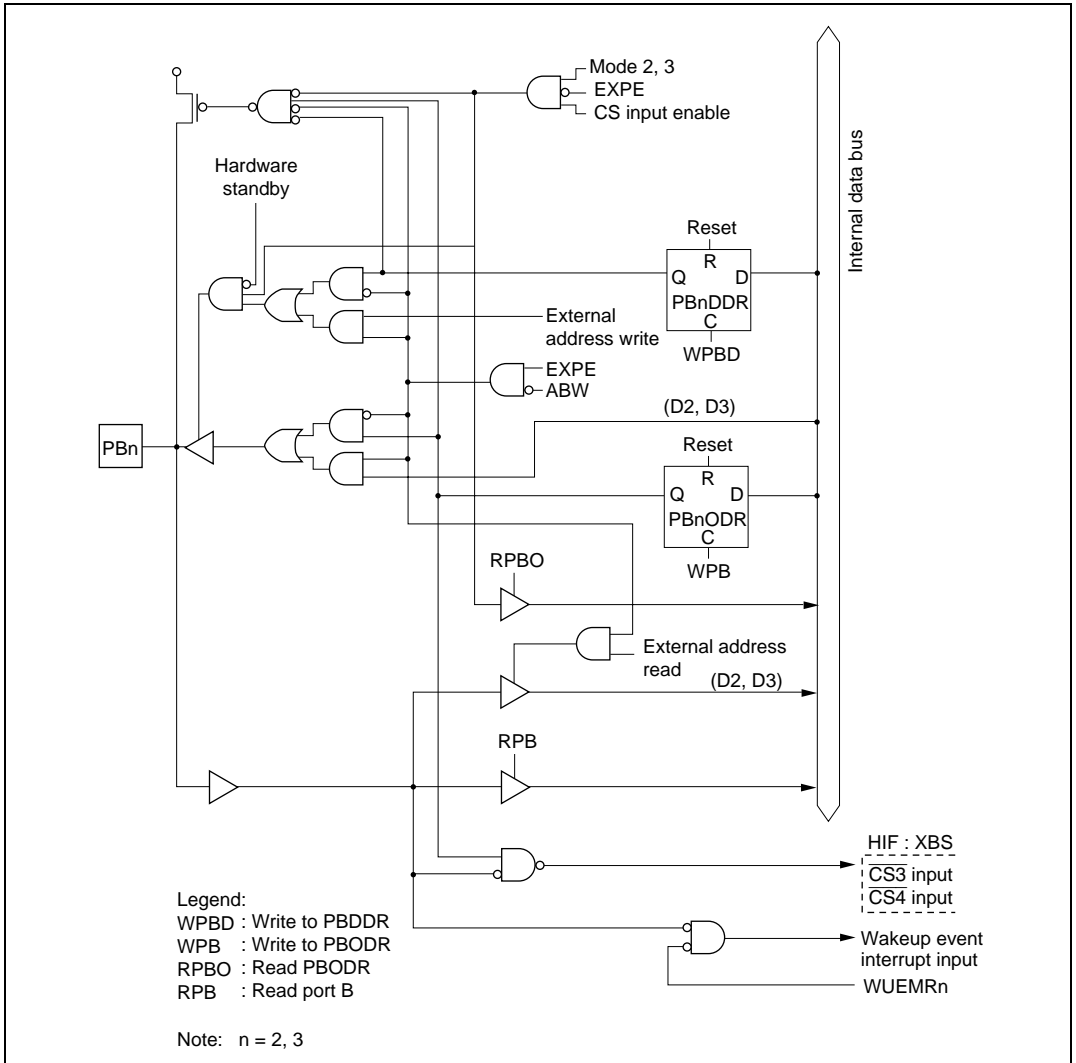 Mode 2, 3
EXPE
CS input enable
Hardware
standby
Internal data bus
Reset
R
Q
D
PBnDDR
C
WPBD
External
address write
EXPE
ABW
(D2, D3)
PBn
Reset
R
Q
D
PBnODR
C
WPB
RPBO
External address
read
(D2, D3)
RPB
HIF : XBS
CS3 input
CS4 input
Wakeup event
interrupt input
WUEMRn
Legend:
WPBD : Write to PBDDR
WPB : Write to PBODR
RPBO : Read PBODR
RPB : Read port B
Note: n = 2, 3